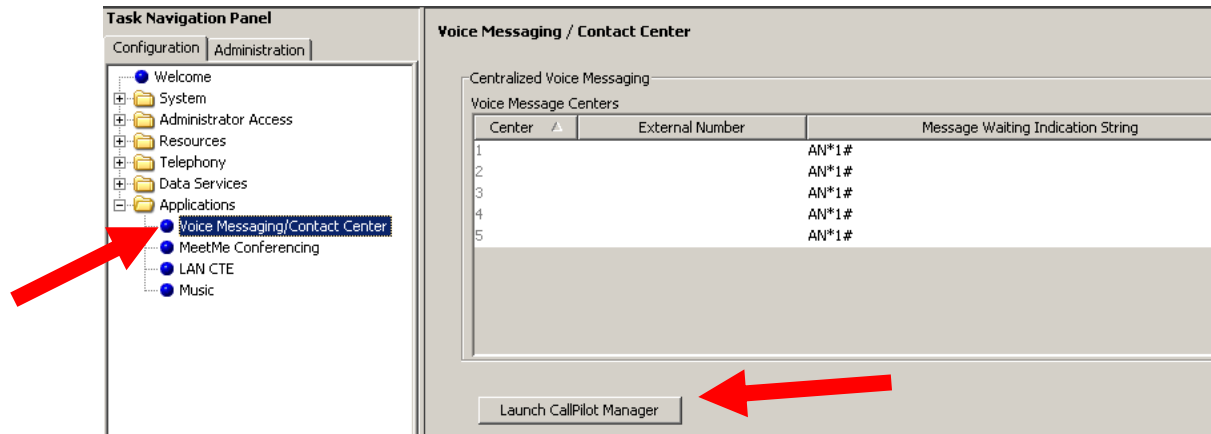 Task Navigation Panel
Configuration
Administration
Welcome
System
Administrator Access
Resources
Telephony
Data Services
Applications
Voice Messaging/Contact Center
MeetMe Conferencing
LAN CTE
Music
Voice Messaging / Contact Center
Centralized Voice Messaging
Voice Message Centers
Center External Number Message Waiting Indication String
1 AN*1#
2 AN*1#
3 AN*1#
4 AN*1#
5 AN*1#
Launch CallPilot Manager